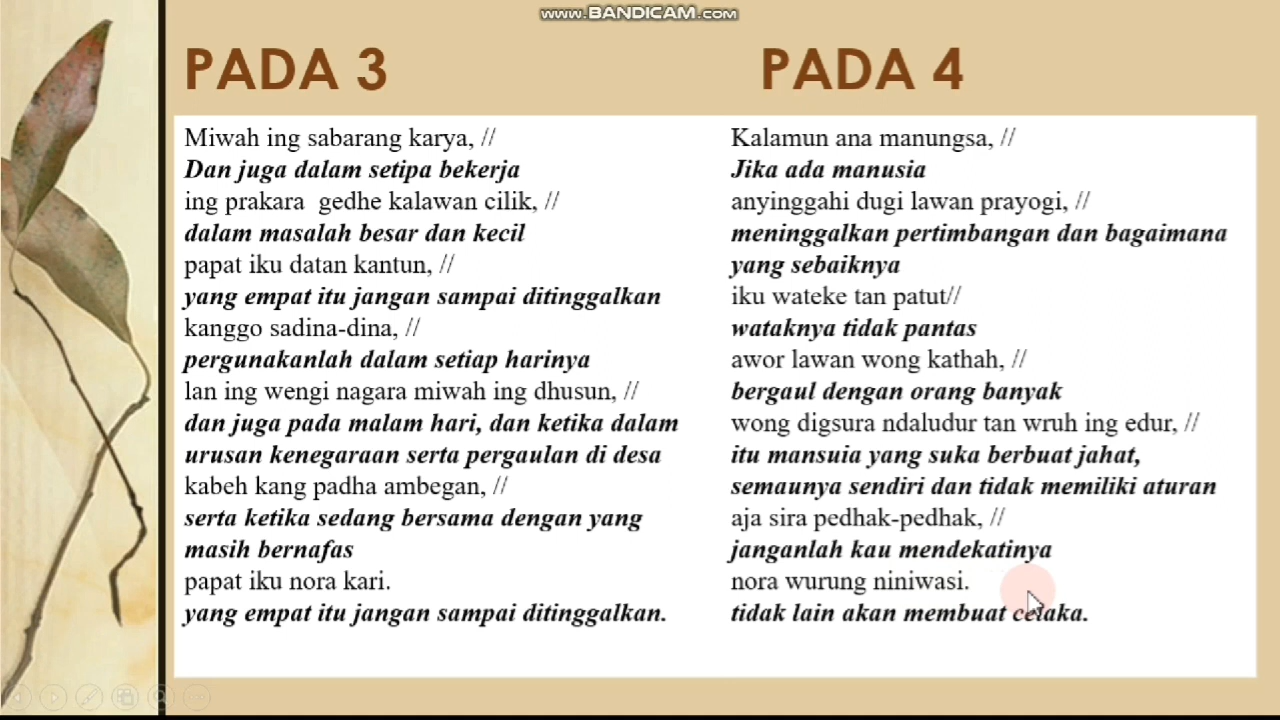 www.BANDICAM.com
PADA 3
Miwah ing sabarang karya, //
Dan juga dalam setipa bekerja
ing prakara gedhe kalawan cilik, //
dalam masalah besar dan kecil
papat iku datan kantun, //
yang empat itu jangan sampai ditinggalkan
kanggo sadina-dina, //
pergunakanlah dalam setiap harinya
lan ing wengi nagara miwah ing dhusun, //
dan juga pada malam hari, dan ketika dalam
urusan kenegaraan serta pergaulan di desa
kabeh kang padha ambegan, //
serta ketika sedang bersama dengan yang
masih bernafas
papat iku nora kari.
yang empat itu jangan sampai ditinggalkan.
PADA 4
Kalamun ana manungsa, //
Jika ada manusia
anyinggahi dugi lawan prayogi, //
meninggalkan pertimbangan dan bagaimana
yang sebaiknya
iku wateke tan patut//
wataknya tidak pantas
awor lawan wong kathah, //
bergaul dengan orang banyak
wong digsura ndaludur tan wruh ing edur, //
itu mansuia yang suka berbuat jahat,
semaunya sendiri dan tidak memiliki aturan
aja sira pedhak-pedhak, //
janganlah kau mendekatinya
nora wurung niniwasi.
tidak lain akan membuat celaka.